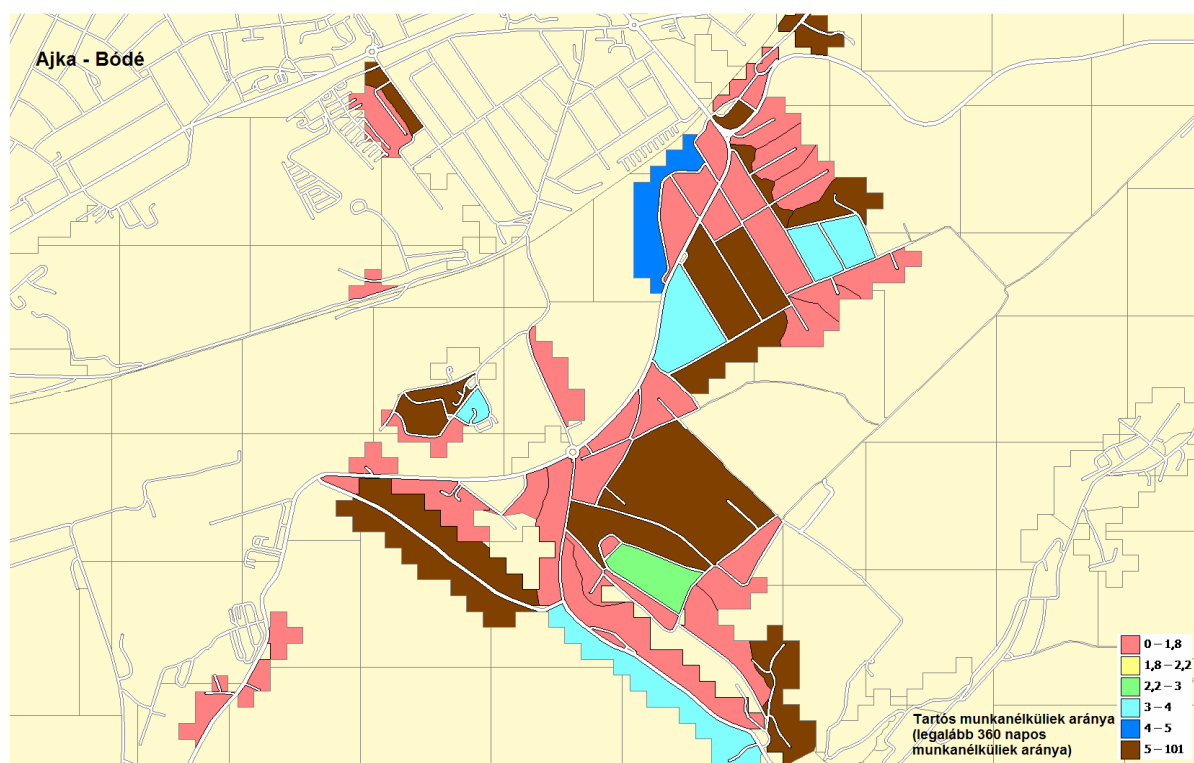 Ajka - Bódé
0 – 1,8
1,8 – 2,2
2,2 – 3
3 – 4
4 – 5
5 – 101
Tartós munkanélküliek aránya
(legalább 360 napos
munkanélküliek aránya)